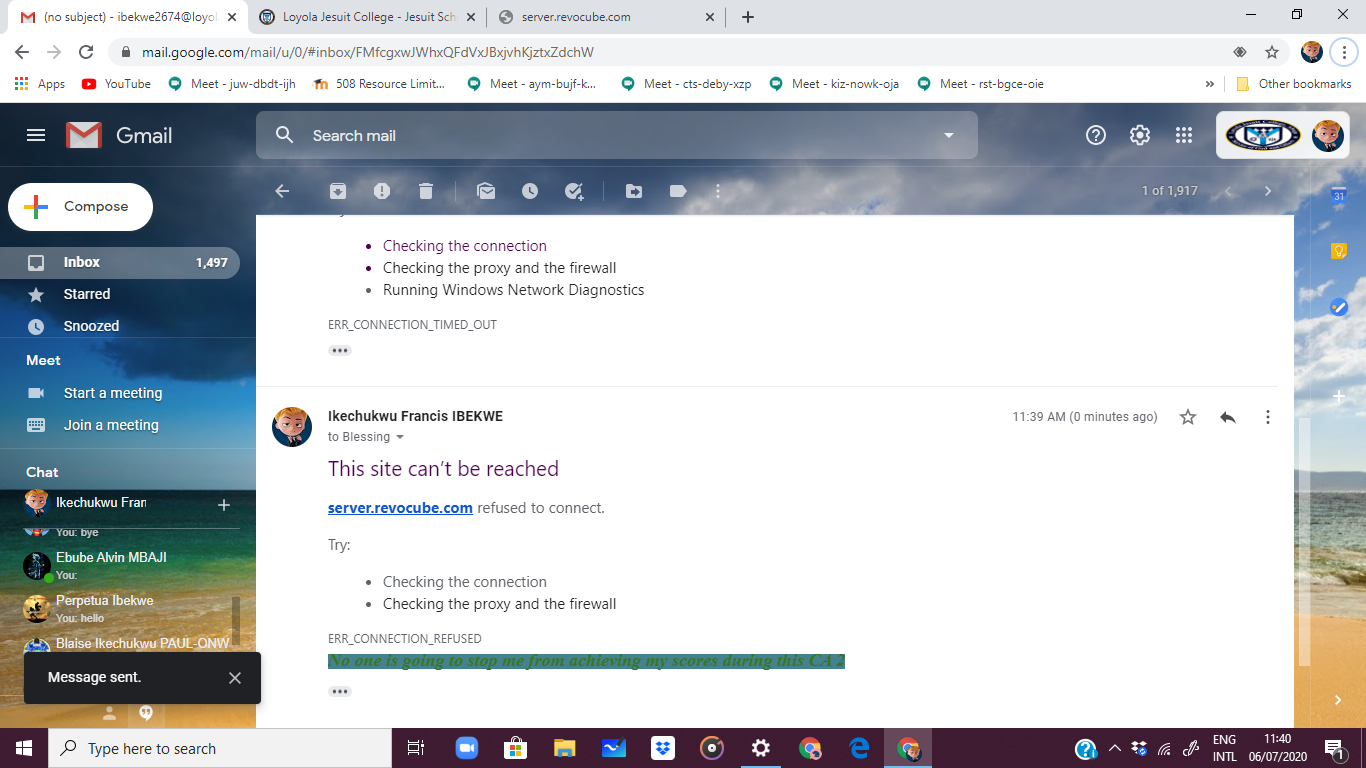 (no subject) - ibekwe2674@loyol
Loyola Jesuit College - Jesuit Sch
server.revocube.com
mail.google.com/mail/u/0/#inbox/FMfcgxwJWhxQFdVxJBxjvhKjztxZdchW
Apps
YouTube
Meet - juw-dbdt-ijh
508 Resource Limit...
Meet - aym-bujf-k...
Meet - cts-deby-xzp
Meet - kiz-nowk-oja
Meet - rst-bgce-oie
»
Other bookmarks
Gmail
Search mail
Compose
1 of 1,917
31
Inbox
1,497
Starred
Snoozed
Meet
Start a meeting
Join a meeting
Chat
Ikechukwu Fran
You: bye
Ebube Alvin MBAJI
You:
Perpetua Ibekwe
You: hello
Blaise Ikechukwu PAUL-ONW
Message sent.
Checking the connection
Checking the proxy and the firewall
Running Windows Network Diagnostics
ERR_CONNECTION_TIMED_OUT
Ikechukwu Francis IBEKWE
11:39 AM (0 minutes ago)
to Blessing
This site can’t be reached
server.revocube.com refused to connect.
Try:
Checking the connection
Checking the proxy and the firewall
ERR_CONNECTION_REFUSED
No one is going to stop me from achieving my scores during this CA 2
Type here to search
ENG
INTL
11:40
06/07/2020
1